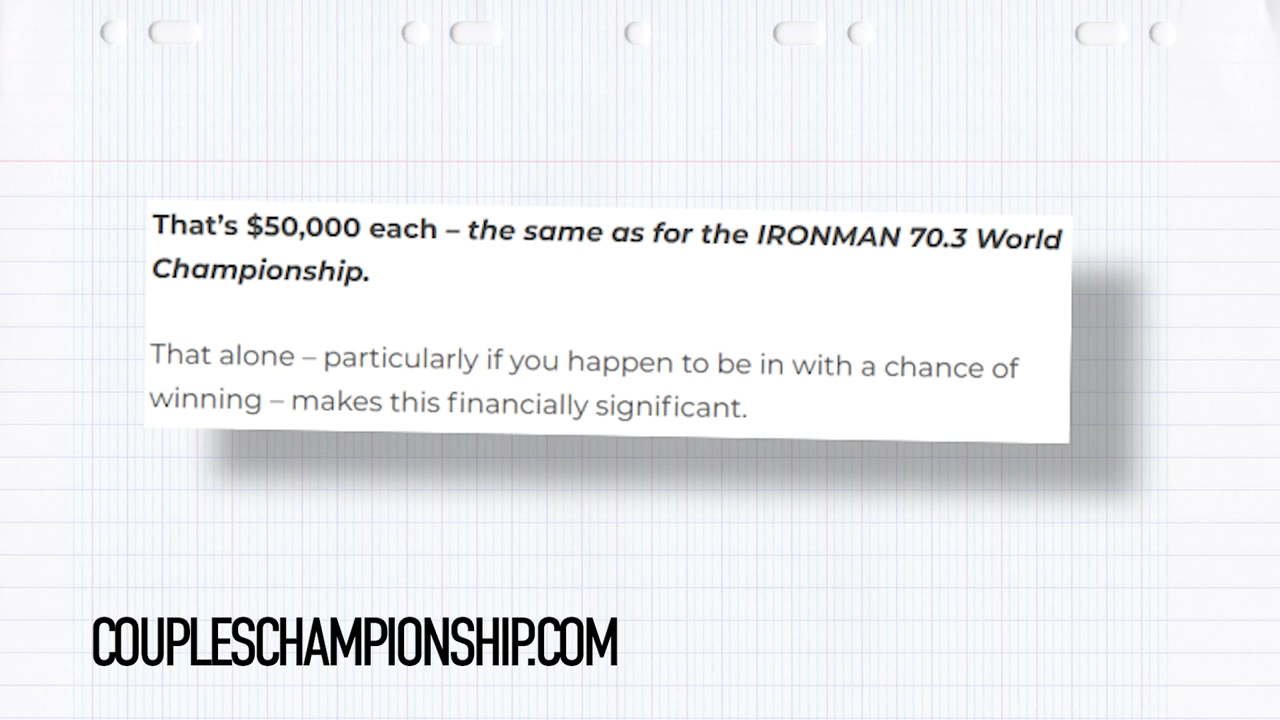 That’s $50,000 each – the same as for the IRONMAN 70.3 World
Championship.
That alone – particularly if you happen to be in with a chance of
winning – makes this financially significant.
COUPLESCHAMPIONSHIP.COM